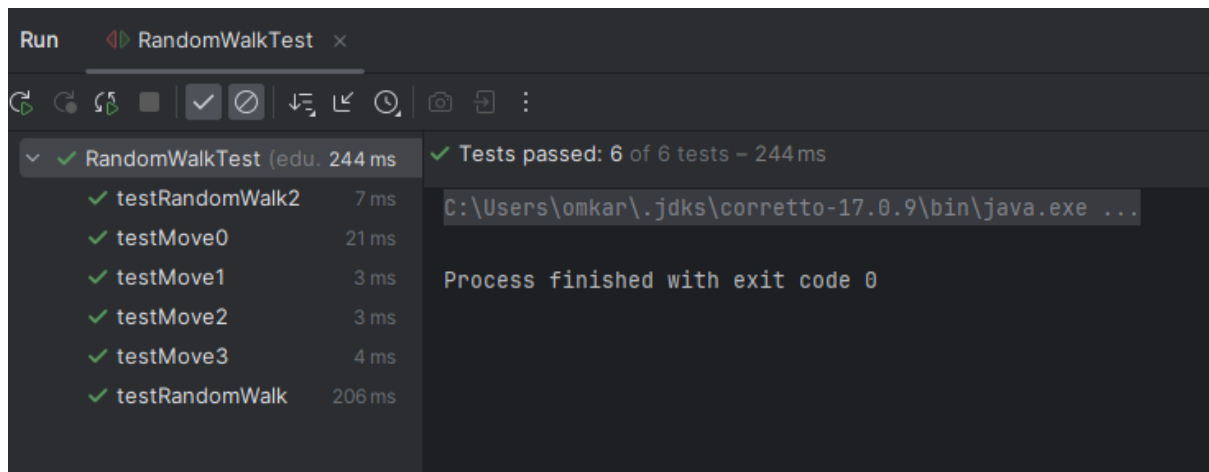 Run RandomWalkTest ×
RandomWalkTest (edu. 244 ms
testRandomWalk2 7 ms
testMove0 21 ms
testMove1 3 ms
testMove2 3 ms
testMove3 4 ms
testRandomWalk 206 ms
Tests passed: 6 of 6 tests – 244 ms
C:\Users\omkar\.jdks\corretto-17.0.9\bin\java.exe ...
Process finished with exit code 0